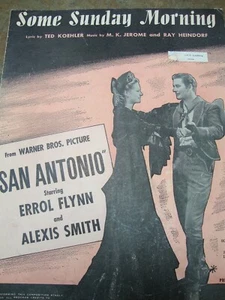 Some Sunday Morning
Lyric by TED KOEHLER Music by M. K. JEROME and RAY HEINDORF
from WARNER BROS. PICTURE
"SAN ANTONIO"
Starring
ERROL FLYNN
and
ALEXIS SMITH